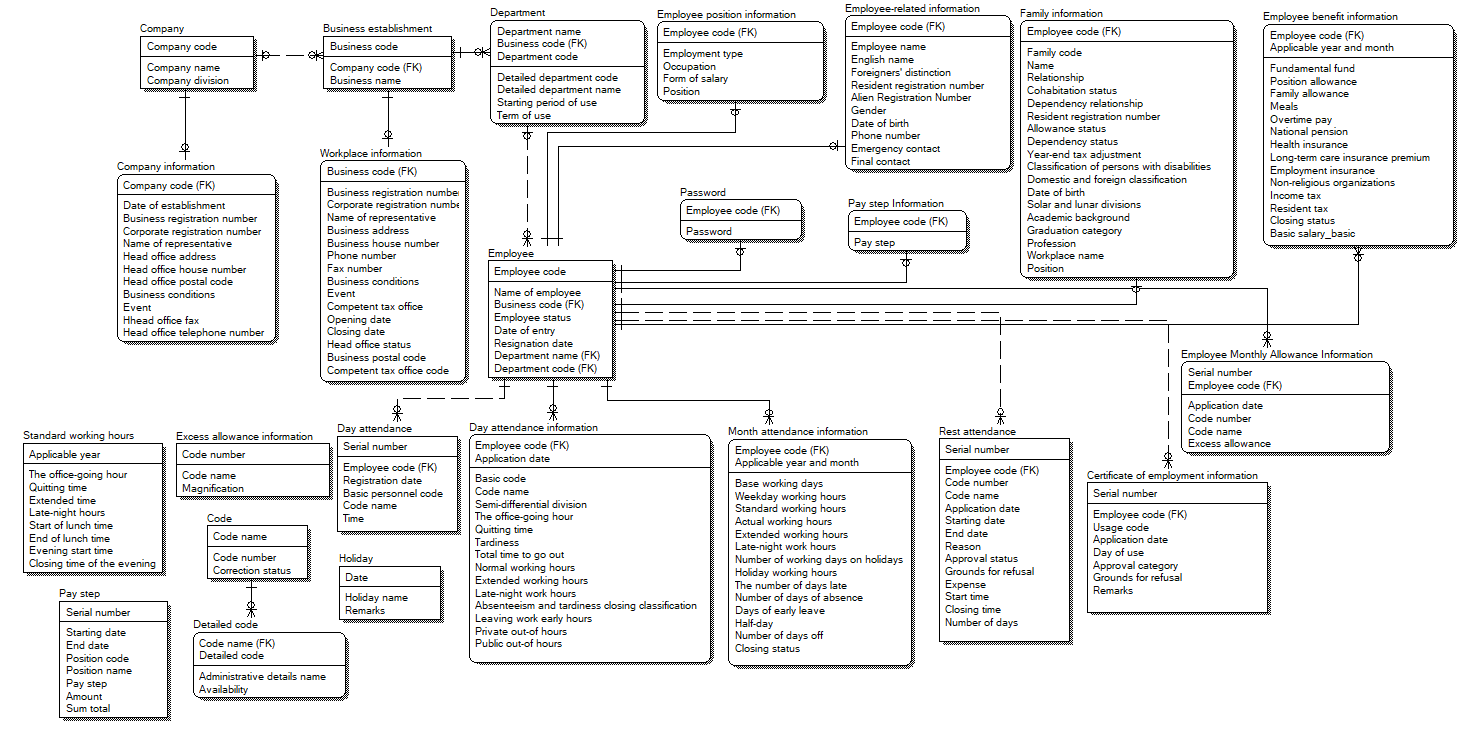 Company
Company code
Company name
Company division
Business establishment
Business code
Company code (FK)
Business name
Department
Department name
Business code (FK)
Department code
Detailed department code
Detailed department name
Starting period of use
Term of use
Employee position information
Employee code (FK)
Employment type
Occupation
Form of salary
Position
Employee-related information
Employee code (FK)
Employee name
English name
Foreigners' distinction
Resident registration number
Alien Registration Number
Gender
Date of birth
Phone number
Emergency contact
Final contact
Family information
Employee code (FK)
Family code
Name
Relationship
Cohabitation status
Dependency relationship
Resident registration number
Allowance status
Dependency status
Year-end tax adjustment
Classification of persons with disabilities
Domestic and foreign classification
Date of birth
Solar and lunar divisions
Academic background
Graduation category
Profession
Workplace name
Position
Employee benefit information
Employee code (FK)
Applicable year and month
Fundamental fund
Position allowance
Family allowance
Meals
Overtime pay
National pension
Health insurance
Long-term care insurance premium
Employment insurance
Non-religious organizations
Income tax
Resident tax
Closing status
Basic salary_basic
Company information
Company code (FK)
Date of establishment
Business registration number
Corporate registration number
Name of representative
Head office address
Head office house number
Head office postal code
Business conditions
Event
Hhead office fax
Head office telephone number
Workplace information
Business code (FK)
Business registration number
Corporate registration numbe
Name of representative
Business address
Business house number
Phone number
Fax number
Business conditions
Event
Competent tax office
Opening date
Closing date
Head office status
Business postal code
Competent tax office code
Password
Employee code (FK)
Password
Pay step Information
Employee code (FK)
Pay step
Employee
Employee code
Name of employee
Business code (FK)
Employee status
Date of entry
Resignation date
Department name (FK)
Department code (FK)
Employee Monthly Allowance Information
Serial number
Employee code (FK)
Application date
Code number
Code name
Excess allowance
Standard working hours
Applicable year
The office-going hour
Quitting time
Extended time
Late-night hours
Start of lunch time
End of lunch time
Evening start time
Closing time of the evening
Excess allowance information
Code number
Code name
Magnification
Day attendance
Serial number
Employee code (FK)
Registration date
Basic personnel code
Code name
Time
Day attendance information
Employee code (FK)
Application date
Basic code
Code name
Semi-differential division
The office-going hour
Quitting time
Tardiness
Total time to go out
Normal working hours
Extended working hours
Late-night work hours
Absenteeism and tardiness closing classification
Leaving work early hours
Private out-of hours
Public out-of hours
Month attendance information
Employee code (FK)
Applicable year and month
Base working days
Weekday working hours
Standard working hours
Actual working hours
Extended working hours
Late-night work hours
Number of working days on holidays
Holiday working hours
The number of days late
Number of days of absence
Days of early leave
Half-day
Number of days off
Closing status
Rest attendance
Serial number
Employee code (FK)
Code number
Code name
Application date
Starting date
End date
Reason
Approval status
Grounds for refusal
Expense
Start time
Closing time
Number of days
Certificate of employment information
Serial number
Employee code (FK)
Usage code
Application date
Day of use
Approval category
Grounds for refusal
Remarks
Code
Code name
Code number
Correction status
Holiday
Date
Holiday name
Remarks
Pay step
Serial number
Starting date
End date
Position code
Position name
Pay step
Amount
Sum total
Detailed code
Code name (FK)
Detailed code
Administrative details name
Availability